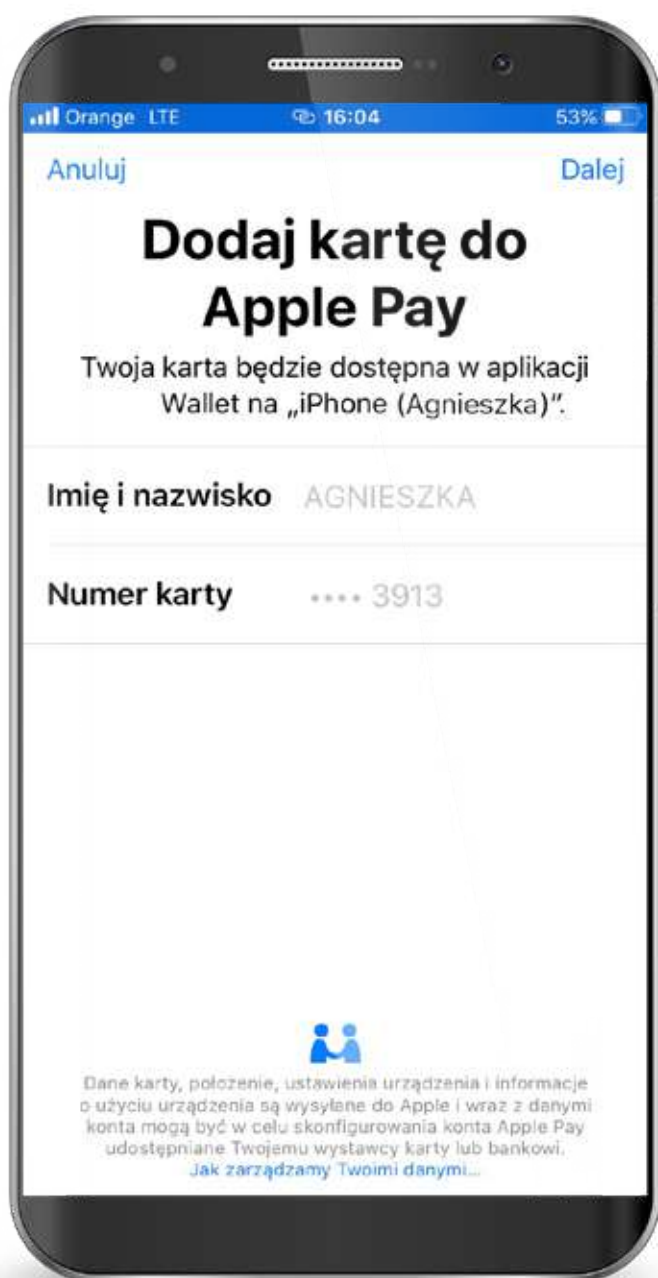 Orange LTE 16:04 53%
Anuluj Dalej
Dodaj kartę do
Apple Pay
Twoja karta będzie dostępna w aplikacji
Wallet na „iPhone (Agnieszka)”.
Imię i nazwisko AGNIESZKA
Numer karty •••• 3913
Dane karty, położenie, ustawienia urządzenia i informacje
o użyciu urządzenia są wysyłane do Apple i wraz z danymi
konta mogą być w celu skonfigurowania konta Apple Pay
udostępniane Twojemu wystawcy karty lub bankowi.
Jak zarządzamy Twoimi danymi...